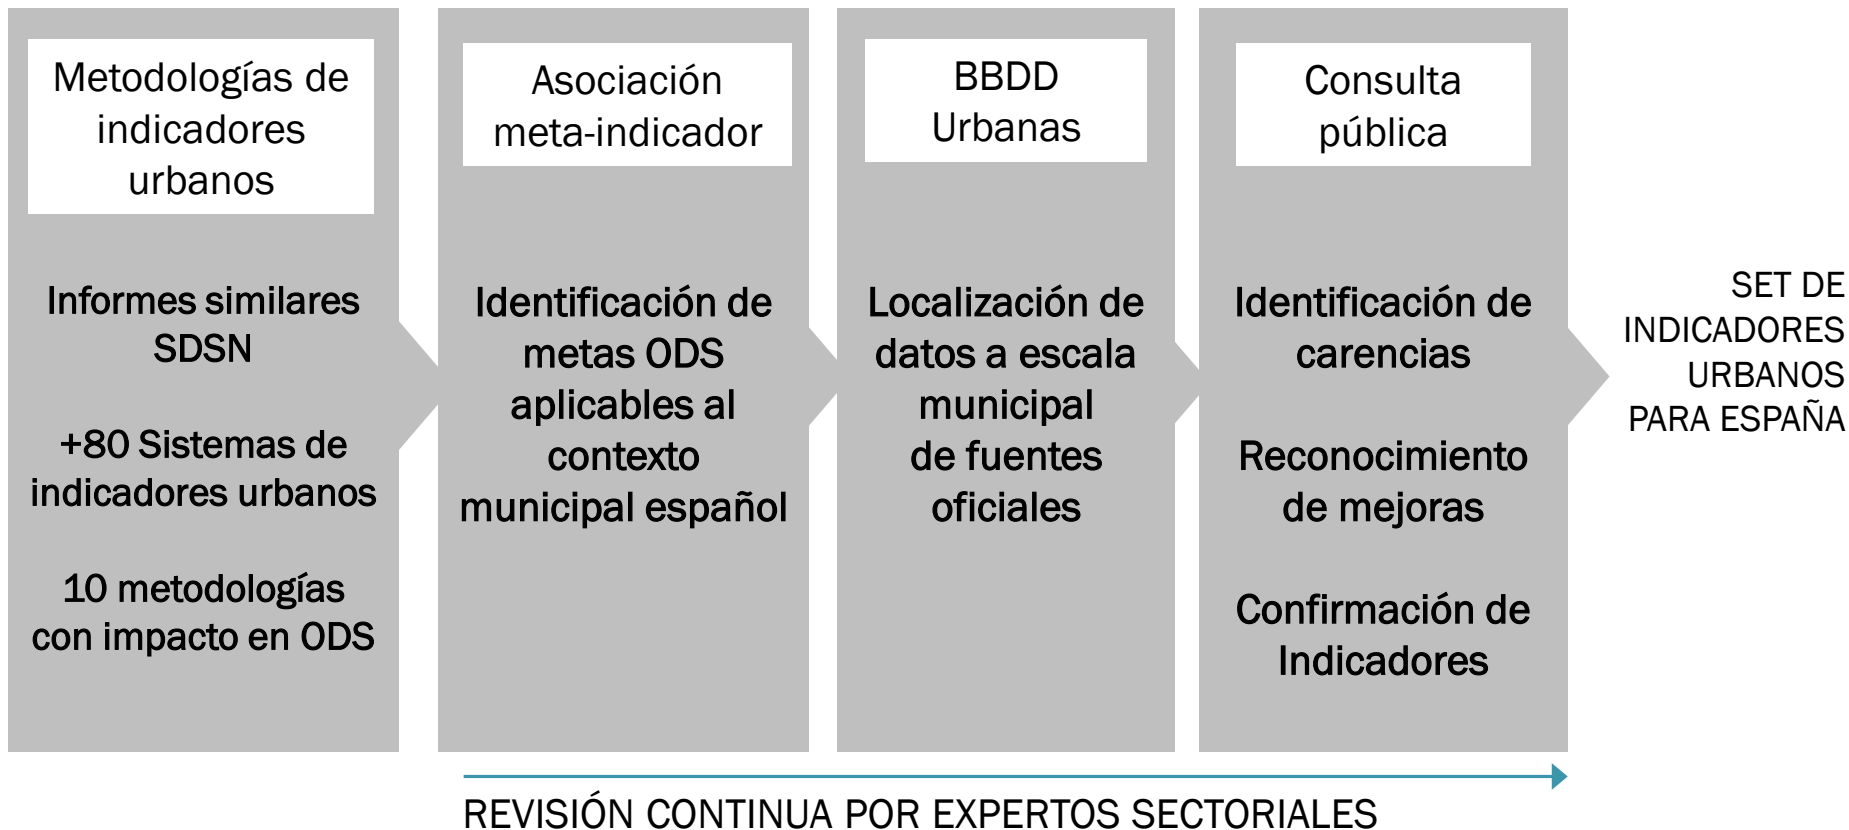 Metodologías de
indicadores
urbanos
Informes similares
SDSN
+80 Sistemas de
indicadores urbanos
10 metodologías
con impacto en ODS
Asociación
meta-indicador
Identificación de
metas ODS
aplicables al
contexto
municipal español
BBDD
Urbanas
Localización de
datos a escala
municipal
de fuentes
oficiales
Consulta
pública
Identificación de
carencias
Reconocimiento
de mejoras
Confirmación de
Indicadores
SET DE
INDICADORES
URBANOS
PARA ESPAÑA
REVISIÓN CONTINUA POR EXPERTOS SECTORIALES